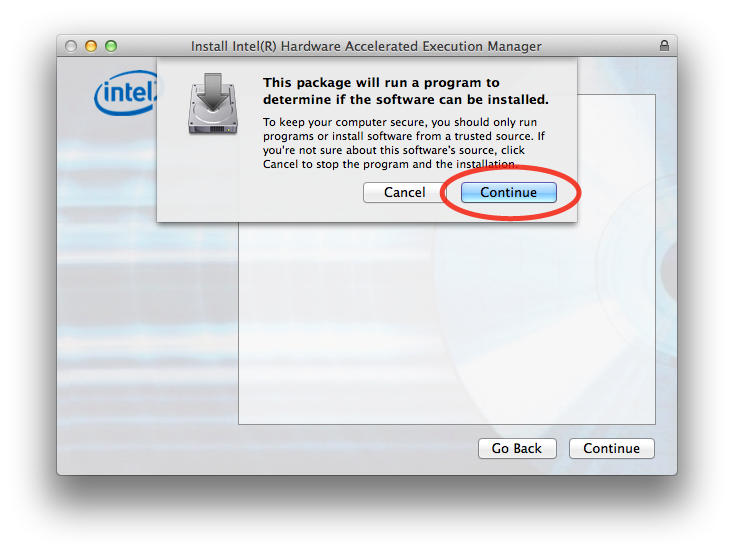 Install Intel(R) Hardware Accelerated Execution Manager
intel
This package will run a program to
determine if the software can be installed.
To keep your computer secure, you should only run
programs or install software from a trusted source. If
you're not sure about this software's source, click
Cancel to stop the program and the installation.
Cancel
Continue
Go Back
Continue